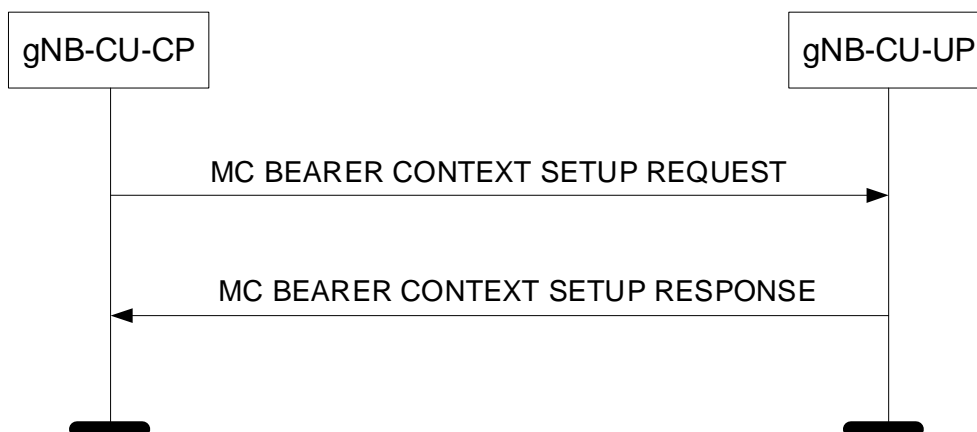 gNB-CU-CP
gNB-CU-UP
MC BEARER CONTEXT SETUP REQUEST
MC BEARER CONTEXT SETUP RESPONSE